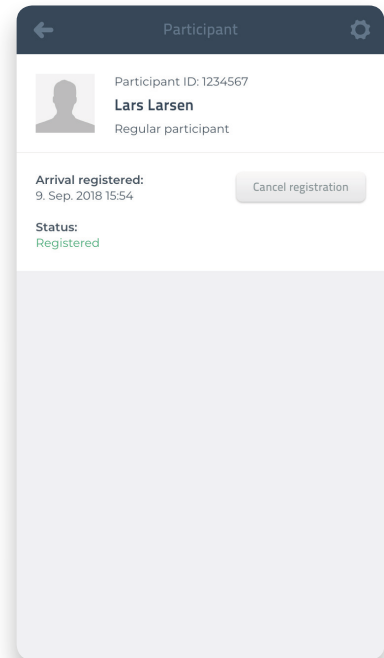 Participant
Participant ID: 1234567
Lars Larsen
Regular participant
Arrival registered:
9. Sep. 2018 15:54
Cancel registration
Status:
Registered